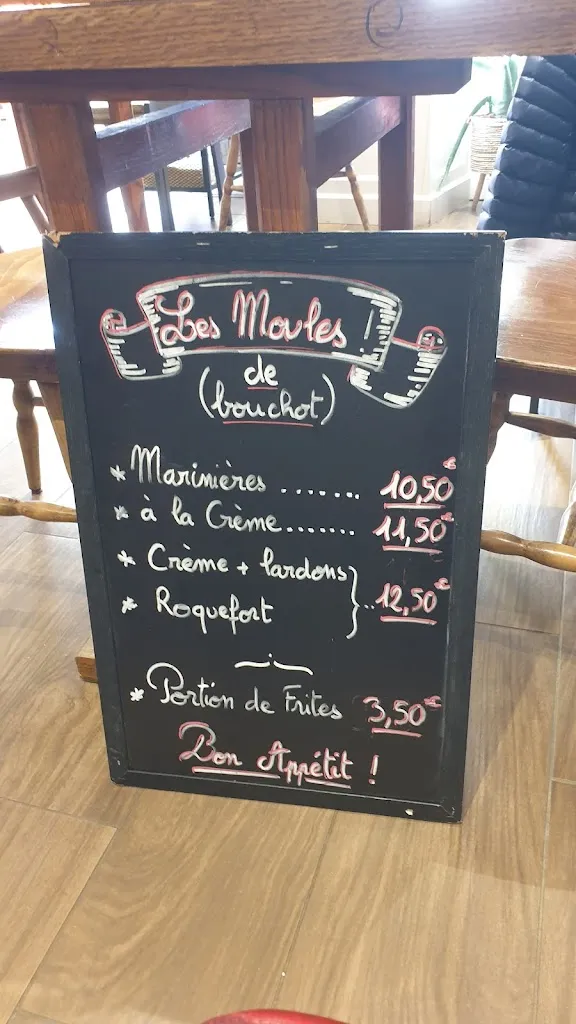 Les Moules
de
(bouchot)
* Marinières ....... 10,50€
* à la Crème....... 11,50€
* Crème + lardons
* Roquefort } .. 12,50€
* Portion de Frites 3,50€
Bon Appétit !